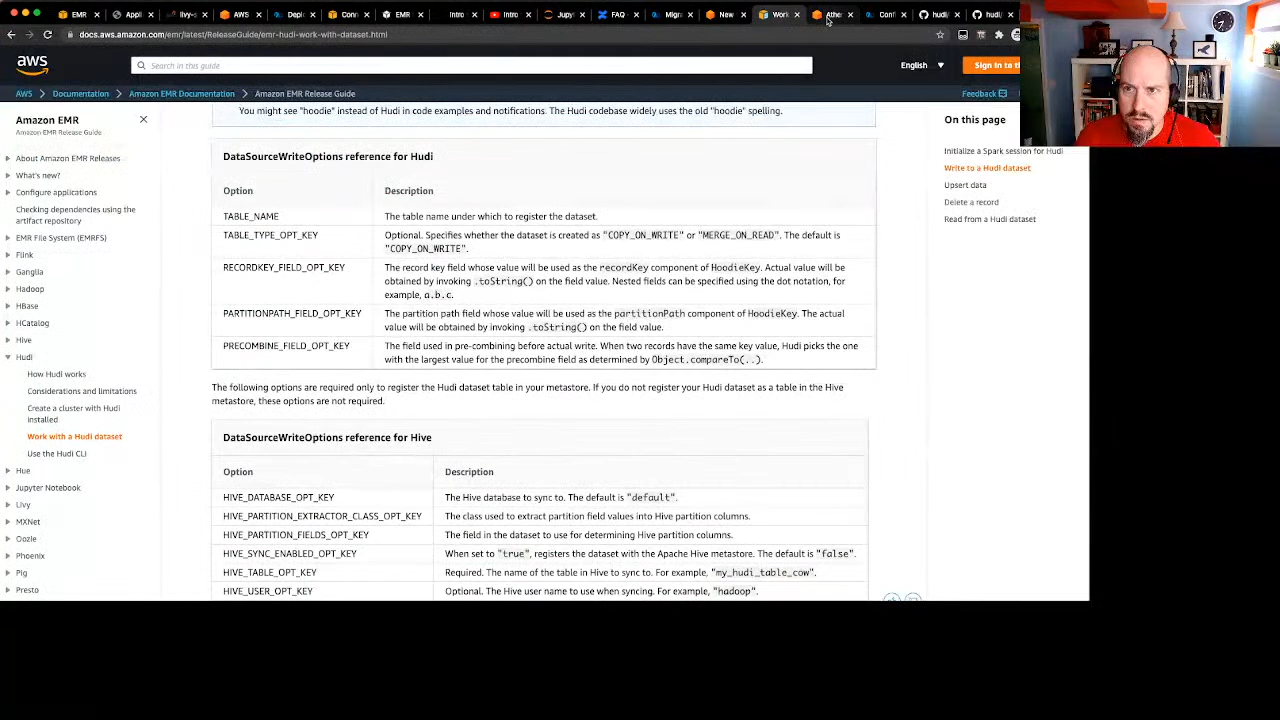 EMR
Appli
livy-s
AWS
Deplo
Conn
EMR
Intro
Intro
Jupyt
FAQ
Migra
New
Work
Athen
Confi
hudi/
hudi/
docs.aws.amazon.com/emr/latest/ReleaseGuide/emr-hudi-work-with-dataset.html
aws
Search in this guide
English
Sign in to th
AWS
Documentation
Amazon EMR Documentation
Amazon EMR Release Guide
Feedback
Amazon EMR
Amazon EMR Release Guide
About Amazon EMR Releases
What's new?
Configure applications
Checking dependencies using the
artifact repository
EMR File System (EMRFS)
Flink
Ganglia
Hadoop
HBase
HCatalog
Hive
Hudi
How Hudi works
Considerations and limitations
Create a cluster with Hudi
installed
Work with a Hudi dataset
Use the Hudi CLI
Hue
Jupyter Notebook
Livy
MXNet
Oozie
Phoenix
Pig
Presto
You might see "hoodie" instead of Hudi in code examples and notifications. The Hudi codebase widely uses the old "hoodie" spelling.
DataSourceWriteOptions reference for Hudi
Option Description
TABLE_NAME The table name under which to register the dataset.
TABLE_TYPE_OPT_KEY Optional. Specifies whether the dataset is created as "COPY_ON_WRITE" or "MERGE_ON_READ". The default is
"COPY_ON_WRITE".
RECORDKEY_FIELD_OPT_KEY The record key field whose value will be used as the recordKey component of HoodieKey. Actual value will be
obtained by invoking .toString() on the field value. Nested fields can be specified using the dot notation, for
example, a.b.c.
PARTITIONPATH_FIELD_OPT_KEY The partition path field whose value will be used as the partitionPath component of HoodieKey. The actual
value will be obtained by invoking .toString() on the field value.
PRECOMBINE_FIELD_OPT_KEY The field used in pre-combining before actual write. When two records have the same key value, Hudi picks the one
with the largest value for the precombine field as determined by Object.compareTo(..).
The following options are required only to register the Hudi dataset table in your metastore. If you do not register your Hudi dataset as a table in the Hive
metastore, these options are not required.
DataSourceWriteOptions reference for Hive
Option Description
HIVE_DATABASE_OPT_KEY The Hive database to sync to. The default is "default".
HIVE_PARTITION_EXTRACTOR_CLASS_OPT_KEY The class used to extract partition field values into Hive partition columns.
HIVE_PARTITION_FIELDS_OPT_KEY The field in the dataset to use for determining Hive partition columns.
HIVE_SYNC_ENABLED_OPT_KEY When set to "true", registers the dataset with the Apache Hive metastore. The default is "false".
HIVE_TABLE_OPT_KEY Required. The name of the table in Hive to sync to. For example, "my_hudi_table_cow".
HIVE_USER_OPT_KEY Optional. The Hive user name to use when syncing. For example, "hadoop".
On this page
Initialize a Spark session for Hudi
Write to a Hudi dataset
Upsert data
Delete a record
Read from a Hudi dataset